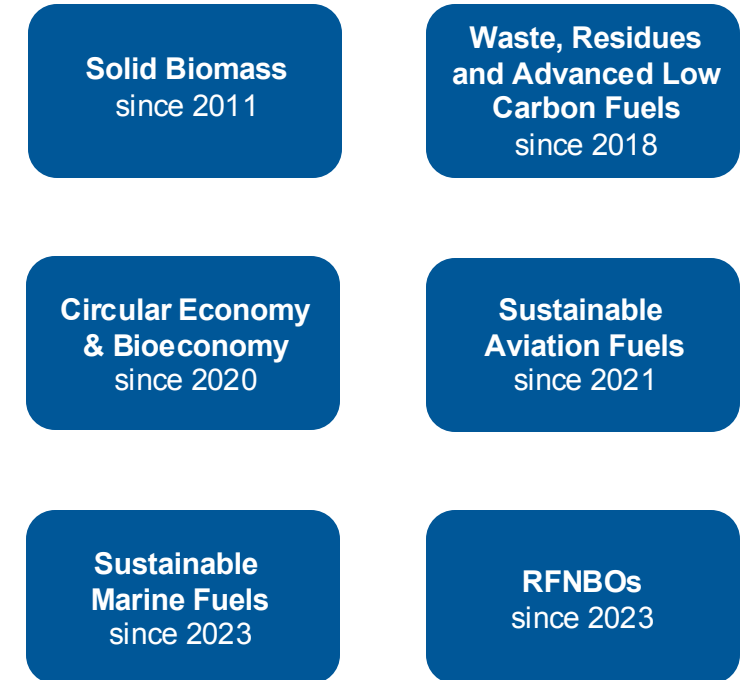 Solid Biomass
since 2011
Waste, Residues
and Advanced Low
Carbon Fuels
since 2018
Circular Economy
& Bioeconomy
since 2020
Sustainable
Aviation Fuels
since 2021
Sustainable
Marine Fuels
since 2023
RFNBOs
since 2023